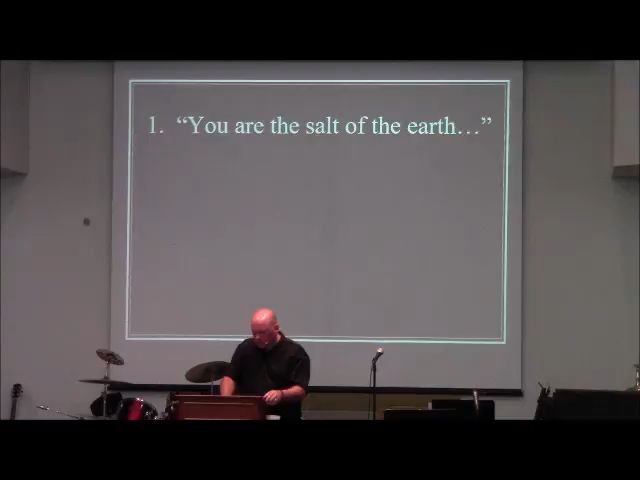 1. “You are the salt of the earth…”